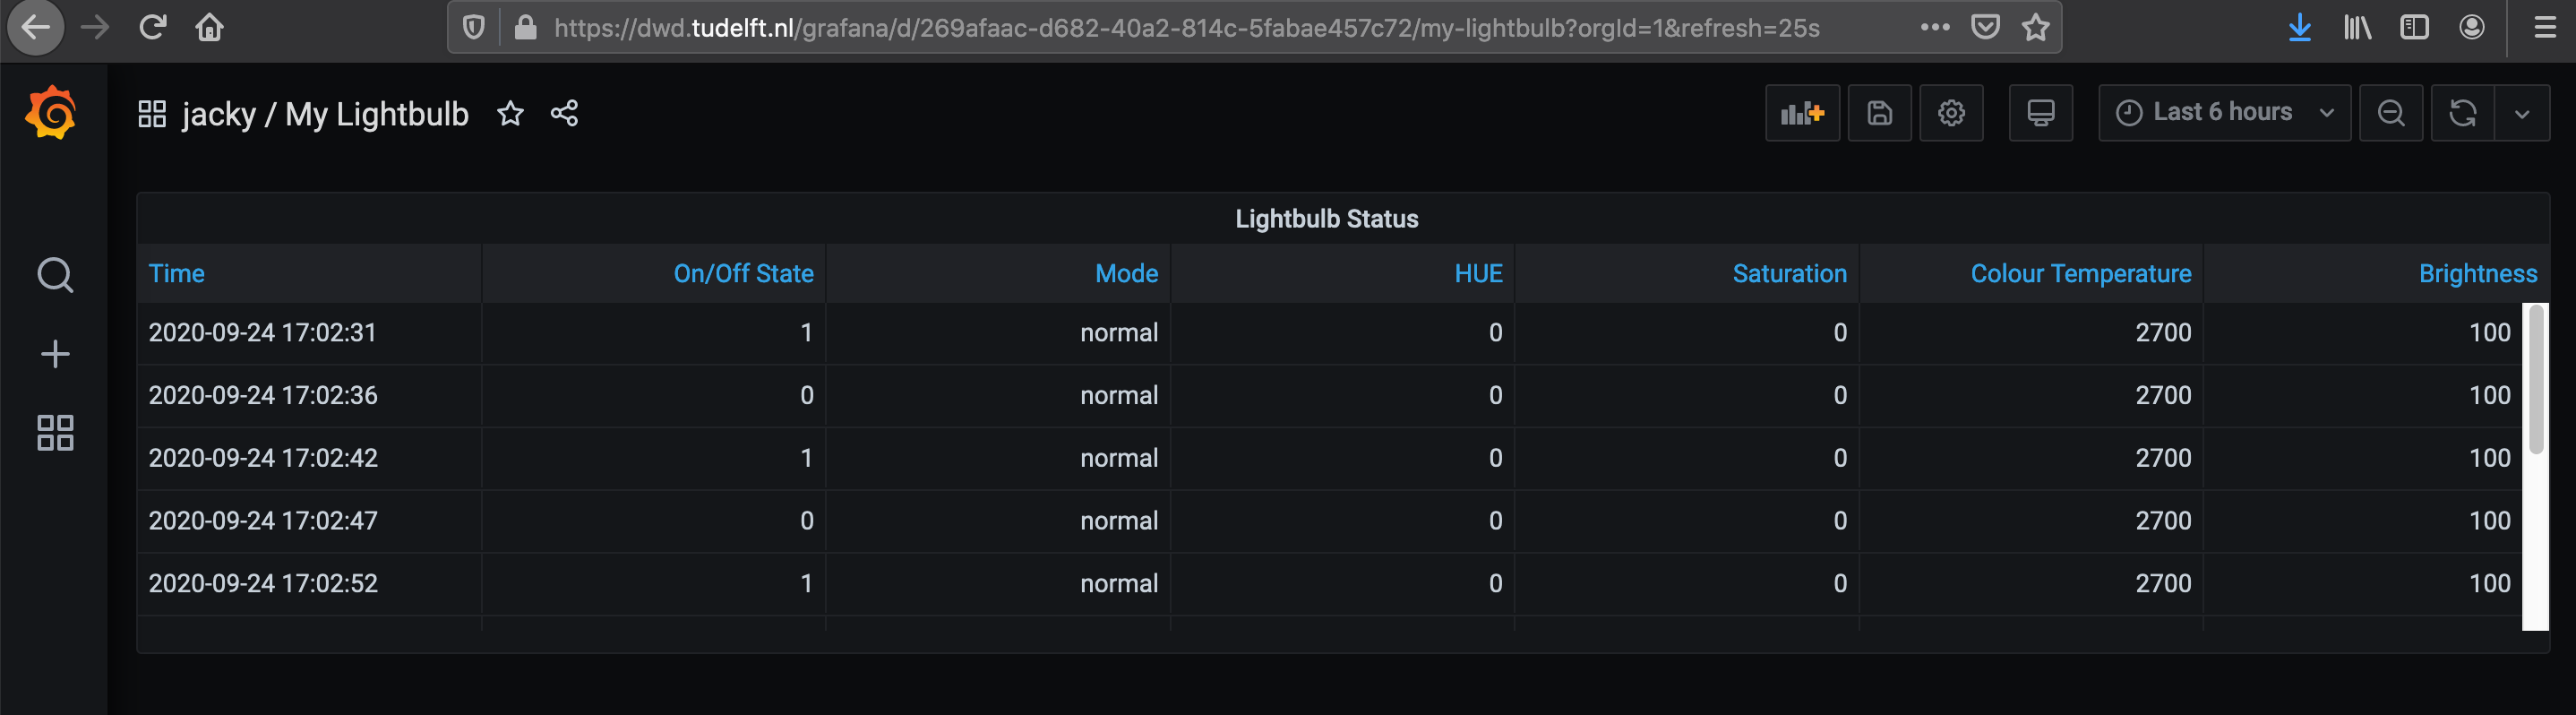 https://dwd.tudelft.nl/grafana/d/269afaac-d682-40a2-814c-5fabae457c72/my-lightbulb?orgId=1&refresh=25s
jacky / My Lightbulb Last 6 hours
Lightbulb Status
Time On/Off State Mode HUE Saturation Colour Temperature Brightness
2020-09-24 17:02:31 1 normal 0 0 2700 100
2020-09-24 17:02:36 0 normal 0 0 2700 100
2020-09-24 17:02:42 1 normal 0 0 2700 100
2020-09-24 17:02:47 0 normal 0 0 2700 100
2020-09-24 17:02:52 1 normal 0 0 2700 100